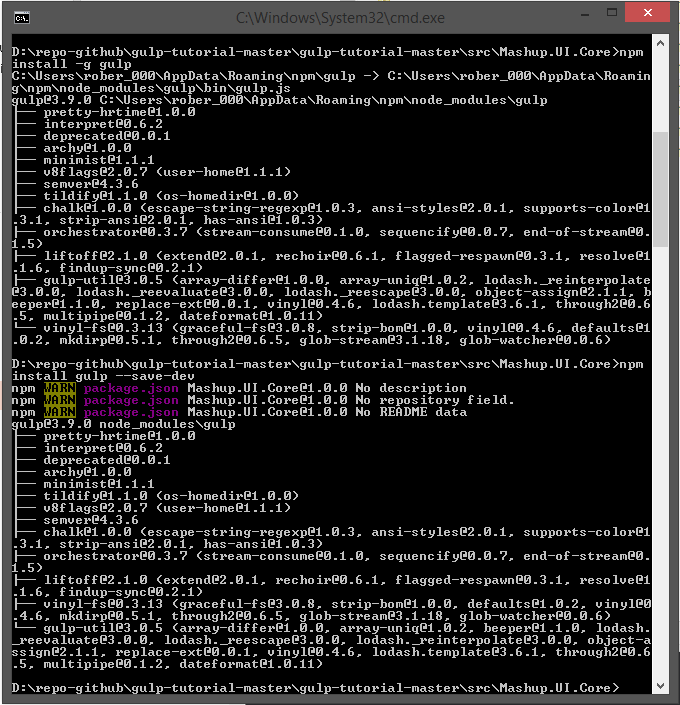 C:\Windows\System32\cmd.exe
D:\repo-github\gulp-tutorial-master\gulp-tutorial-master\src\Mashup.UI.Core>npm
install -g gulp
C:\Users\rober_000\AppData\Roaming\npm\gulp -> C:\Users\rober_000\AppData\Roamin
g\npm\node_modules\gulp\bin\gulp.js
gulp@3.9.0 C:\Users\rober_000\AppData\Roaming\npm\node_modules\gulp
├── pretty-hrtime@1.0.0
├── interpret@0.6.2
├── deprecated@0.0.1
├── archy@1.0.0
├── minimist@1.1.1
├── v8flags@2.0.7 (user-home@1.1.1)
├── semver@4.3.6
├── tildify@1.1.0 (os-homedir@1.0.0)
├── chalk@1.0.0 (escape-string-regexp@1.0.3, ansi-styles@2.0.1, supports-color@1
.3.1, strip-ansi@2.0.1, has-ansi@1.0.3)
├── orchestrator@0.3.7 (stream-consume@0.1.0, sequencify@0.0.7, end-of-stream@0.
1.5)
├── liftoff@2.1.0 (extend@2.0.1, rechoir@0.6.1, flagged-respawn@0.3.1, resolve@1
.1.6, findup-sync@0.2.1)
├── gulp-util@3.0.5 (array-differ@1.0.0, array-uniq@1.0.2, lodash._reinterpolate
@3.0.0, lodash._reevaluate@3.0.0, lodash._reescape@3.0.0, object-assign@2.1.1, b
eeper@1.1.0, replace-ext@0.0.1, vinyl@0.4.6, lodash.template@3.6.1, through2@0.6
.5, multipipe@0.1.2, dateformat@1.0.11)
└── vinyl-fs@0.3.13 (graceful-fs@3.0.8, strip-bom@1.0.0, vinyl@0.4.6, defaults@1
.0.2, mkdirp@0.5.1, through2@0.6.5, glob-stream@3.1.18, glob-watcher@0.0.6)
D:\repo-github\gulp-tutorial-master\gulp-tutorial-master\src\Mashup.UI.Core>npm
install gulp --save-dev
npm WARN package.json Mashup.UI.Core@1.0.0 No description
npm WARN package.json Mashup.UI.Core@1.0.0 No repository field.
npm WARN package.json Mashup.UI.Core@1.0.0 No README data
gulp@3.9.0 node_modules\gulp
├── pretty-hrtime@1.0.0
├── interpret@0.6.2
├── deprecated@0.0.1
├── archy@1.0.0
├── minimist@1.1.1
├── tildify@1.1.0 (os-homedir@1.0.0)
├── v8flags@2.0.7 (user-home@1.1.1)
├── semver@4.3.6
├── chalk@1.0.0 (escape-string-regexp@1.0.3, ansi-styles@2.0.1, supports-color@1
.3.1, strip-ansi@2.0.1, has-ansi@1.0.3)
├── orchestrator@0.3.7 (stream-consume@0.1.0, sequencify@0.0.7, end-of-stream@0.
1.5)
├── liftoff@2.1.0 (extend@2.0.1, rechoir@0.6.1, flagged-respawn@0.3.1, resolve@1
.1.6, findup-sync@0.2.1)
├── vinyl-fs@0.3.13 (graceful-fs@3.0.8, strip-bom@1.0.0, defaults@1.0.2, vinyl@0
.4.6, mkdirp@0.5.1, through2@0.6.5, glob-stream@3.1.18, glob-watcher@0.0.6)
└── gulp-util@3.0.5 (array-differ@1.0.0, array-uniq@1.0.2, beeper@1.1.0, lodash.
_reevaluate@3.0.0, lodash._reescape@3.0.0, lodash._reinterpolate@3.0.0, object-a
ssign@2.1.1, replace-ext@0.0.1, vinyl@0.4.6, lodash.template@3.6.1, through2@0.6
.5, multipipe@0.1.2, dateformat@1.0.11)
D:\repo-github\gulp-tutorial-master\gulp-tutorial-master\src\Mashup.UI.Core>